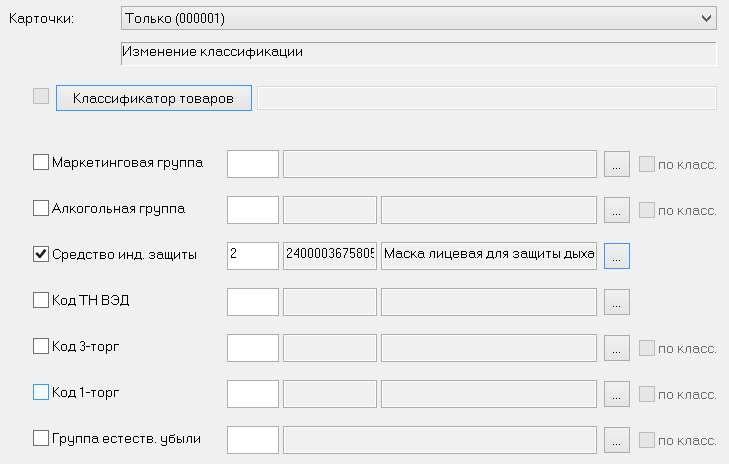 Карточки: Только (000001)
Изменение классификации
Классификатор товаров
Маркетинговая группа ... по класс.
Алкогольная группа ... по класс.
Средство инд. защиты 2 2400003675805 Маска лицевая для защиты дыха ...
Код ТН ВЭД ...
Код 3-торг ... по класс.
Код 1-торг ... по класс.
Группа естеств. убыли ... по класс.